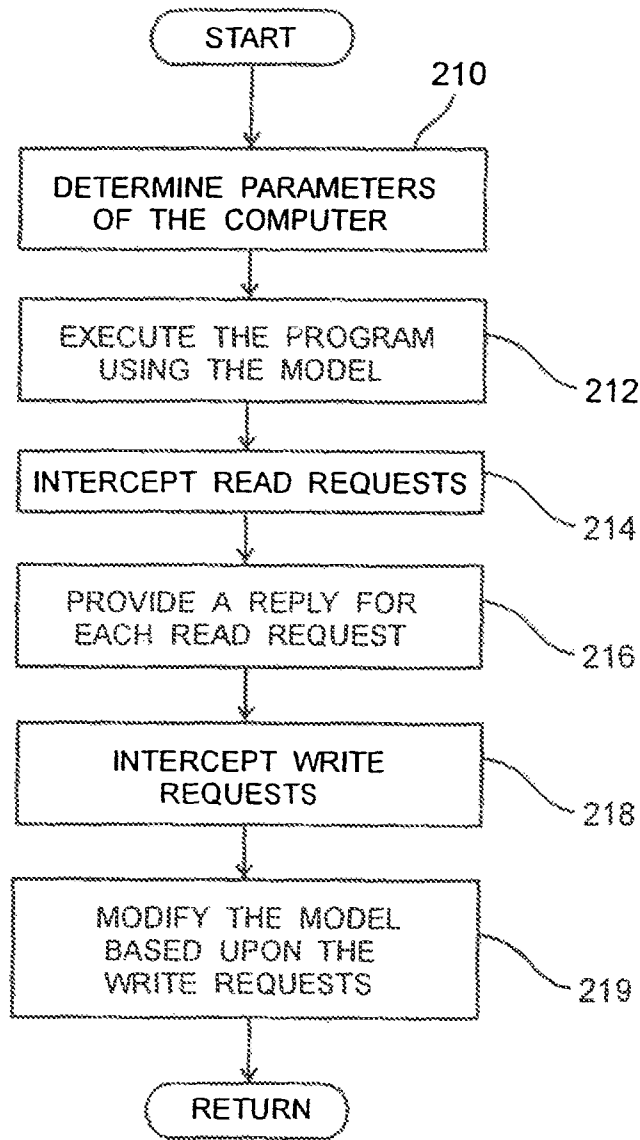 START
210
DETERMINE PARAMETERS
OF THE COMPUTER
EXECUTE THE PROGRAM
USING THE MODEL
212
INTERCEPT READ REQUESTS
214
PROVIDE A REPLY FOR
EACH READ REQUEST
216
INTERCEPT WRITE
REQUESTS
218
MODIFY THE MODEL
BASED UPON THE
WRITE REQUESTS
219
RETURN